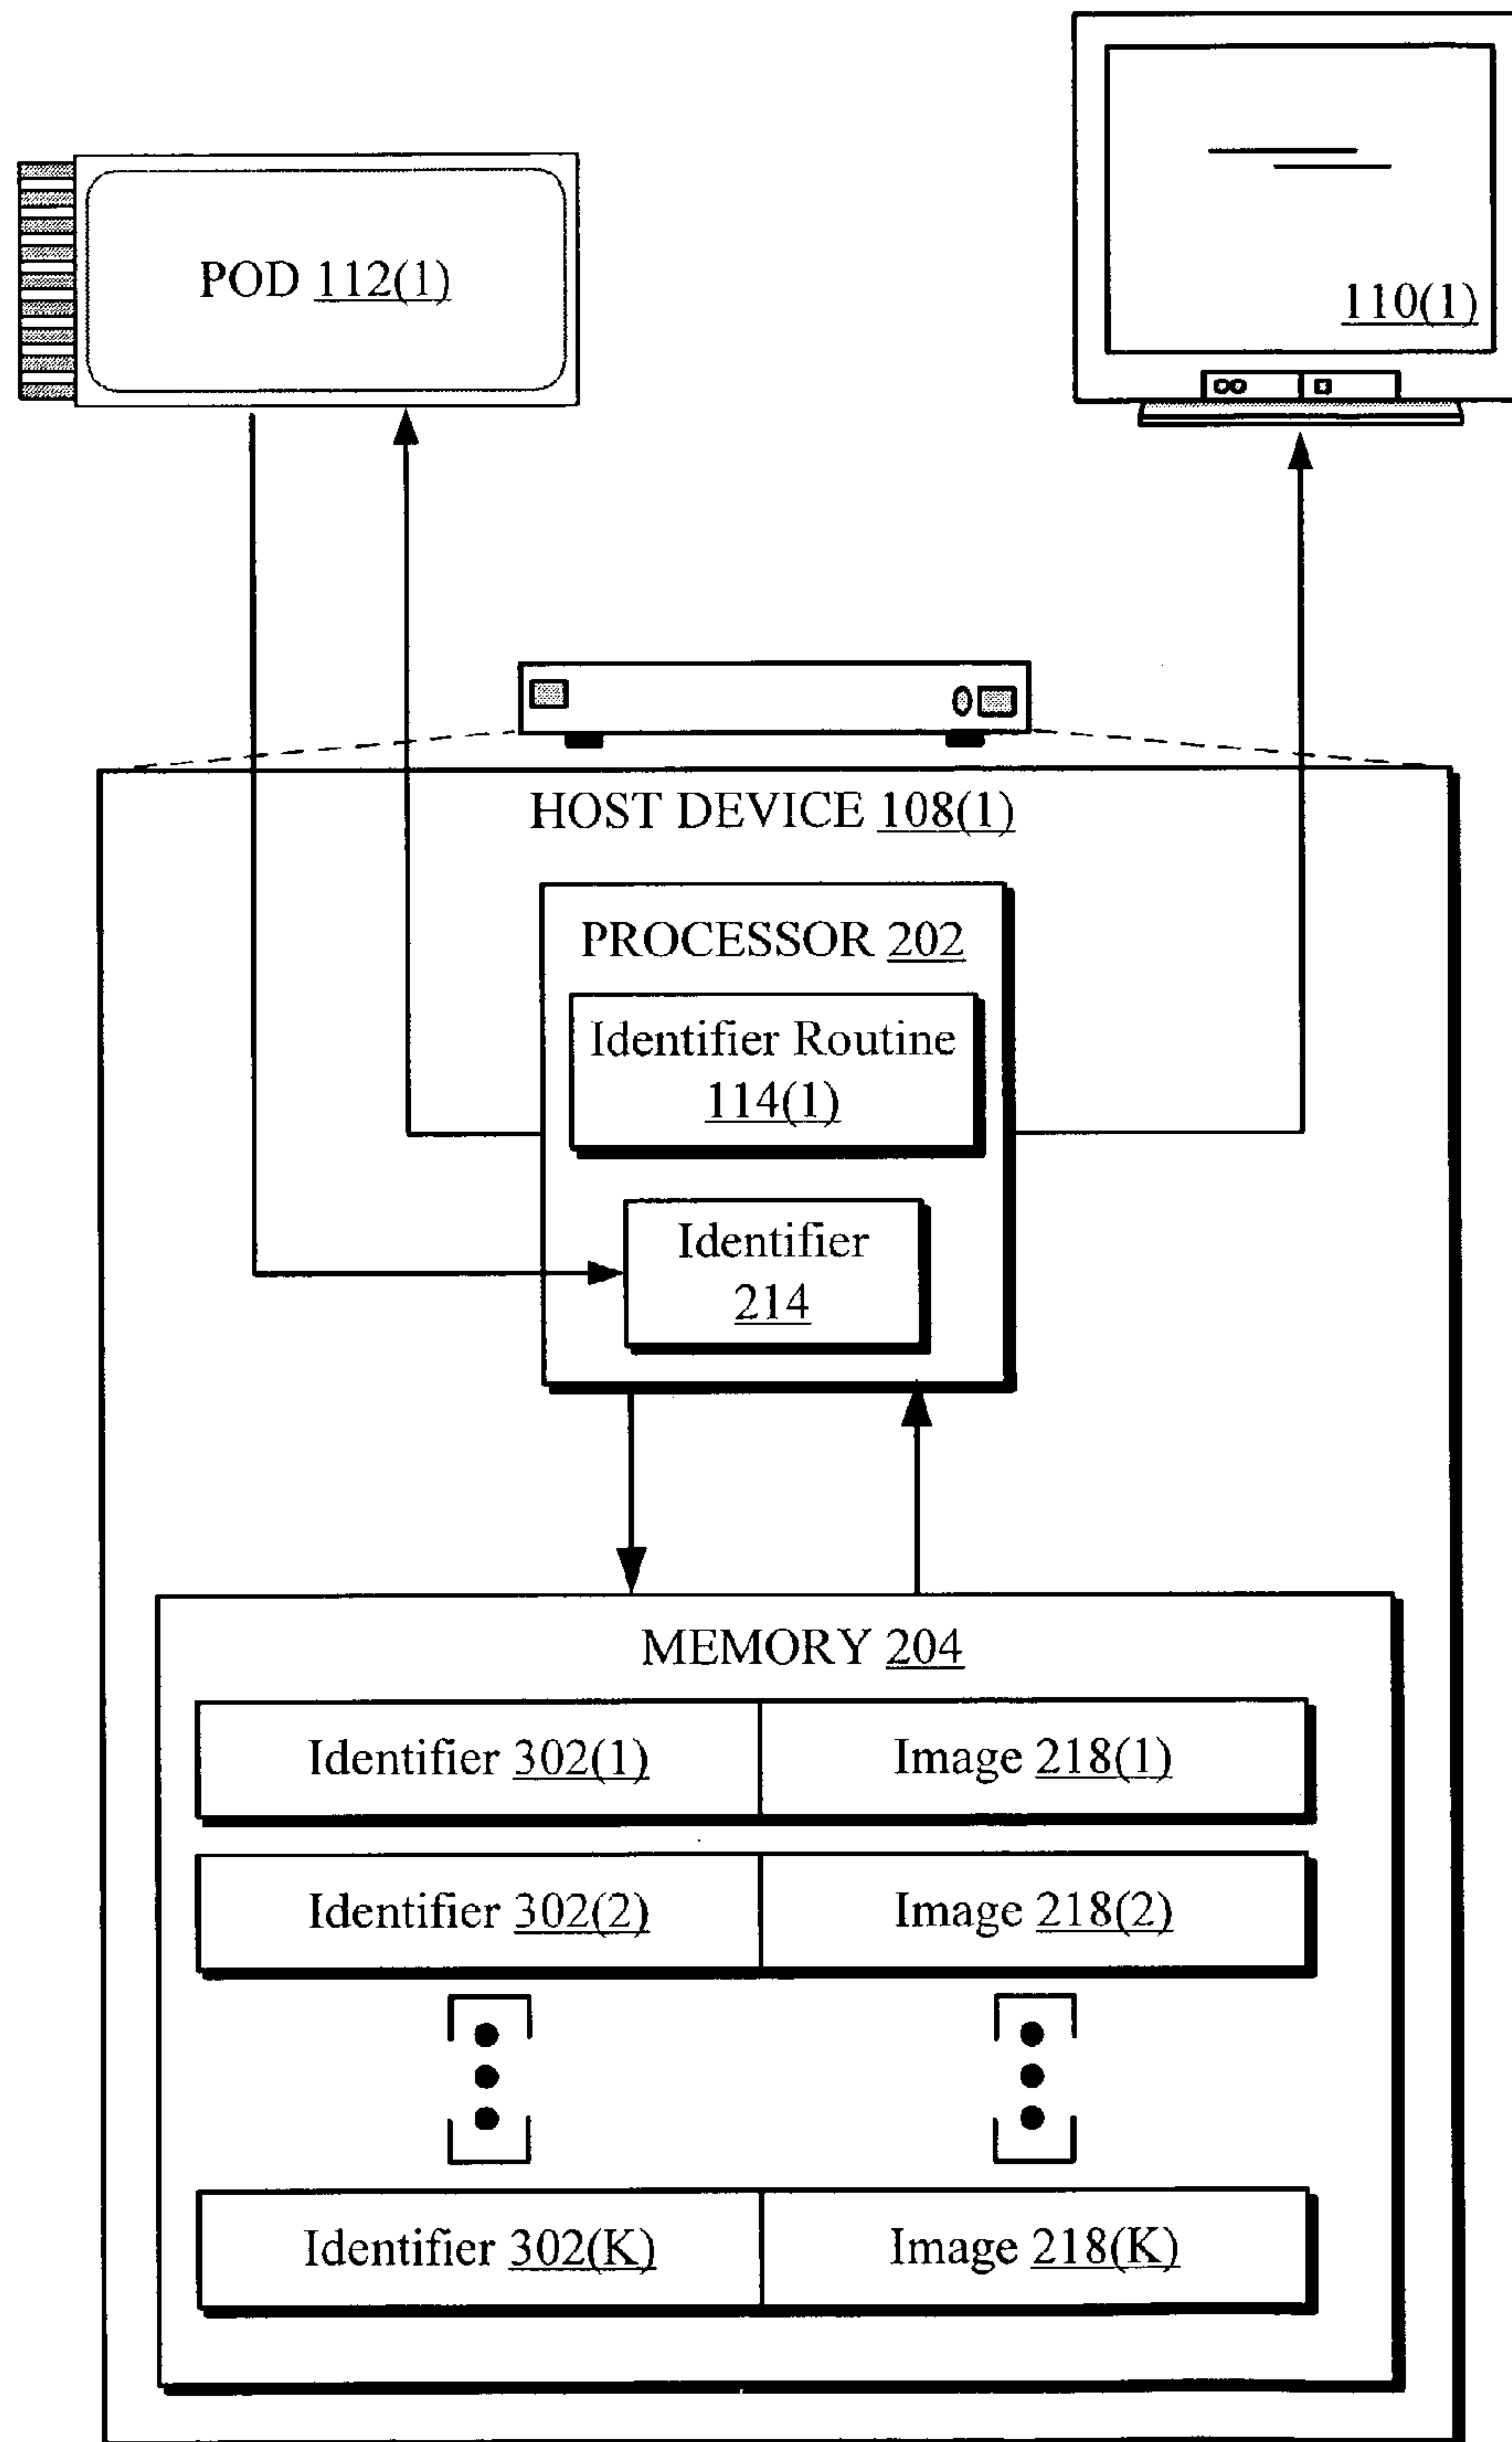 POD 112(1)
110(1)
HOST DEVICE 108(1)
PROCESSOR 202
Identifier Routine
114(1)
Identifier
214
MEMORY 204
Identifier 302(1)
Image 218(1)
Identifier 302(2)
Image 218(2)
Identifier 302(K)
Image 218(K)